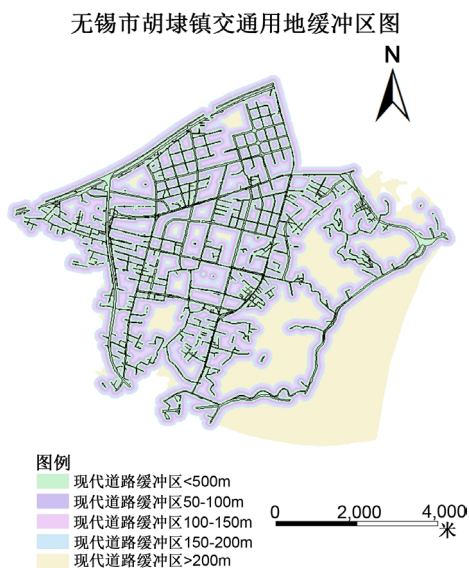 无锡市胡埭镇交通用地缓冲区图
N
图例
现代道路缓冲区<500m
现代道路缓冲区50-100m
现代道路缓冲区100-150m
现代道路缓冲区150-200m
现代道路缓冲区>200m
0 2,000 4,000
米